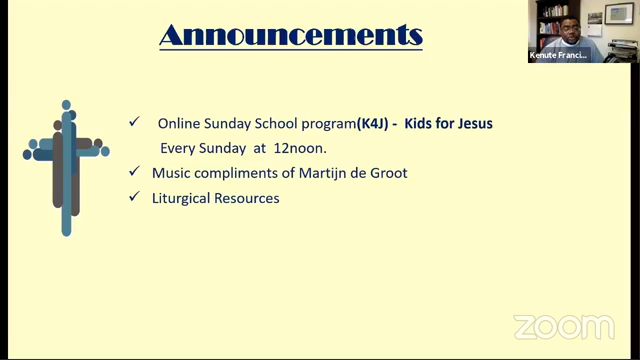 Announcements
Kenute Franci...
✓ Online Sunday School program(K4J) - Kids for Jesus
Every Sunday at 12noon.
✓ Music compliments of Martijn de Groot
✓ Liturgical Resources
zoom